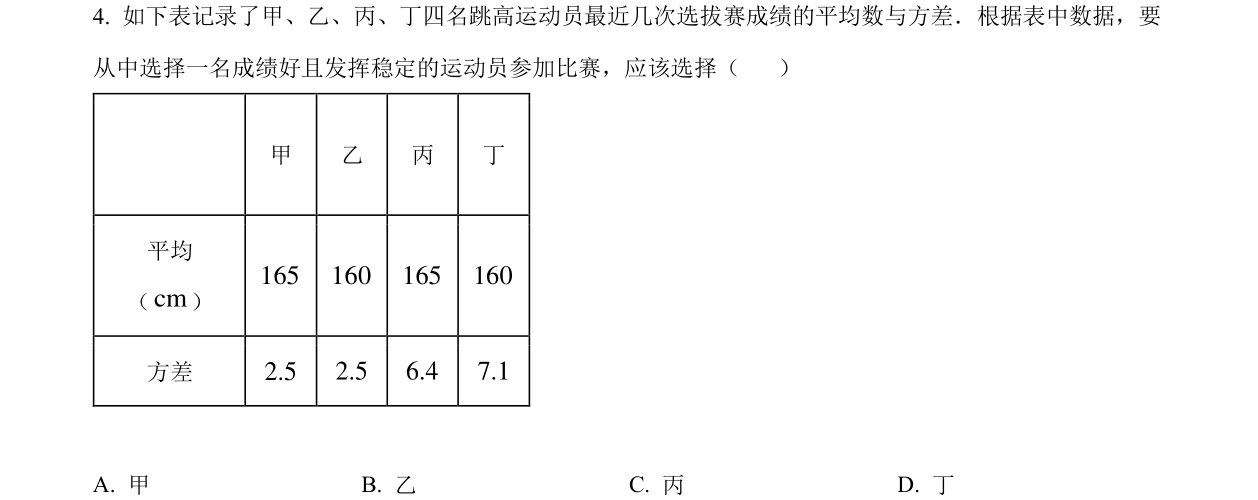 4. 如下表记录了甲、乙、丙、丁四名跳高运动员最近几次选拔赛成绩的平均数与方差．根据表中数据，要
从中选择一名成绩好且发挥稳定的运动员参加比赛，应该选择（　　）
甲 乙 丙 丁
平均
（cm） 165 160 165 160
方差 2.5 2.5 6.4 7.1
A. 甲 B. 乙 C. 丙 D. 丁